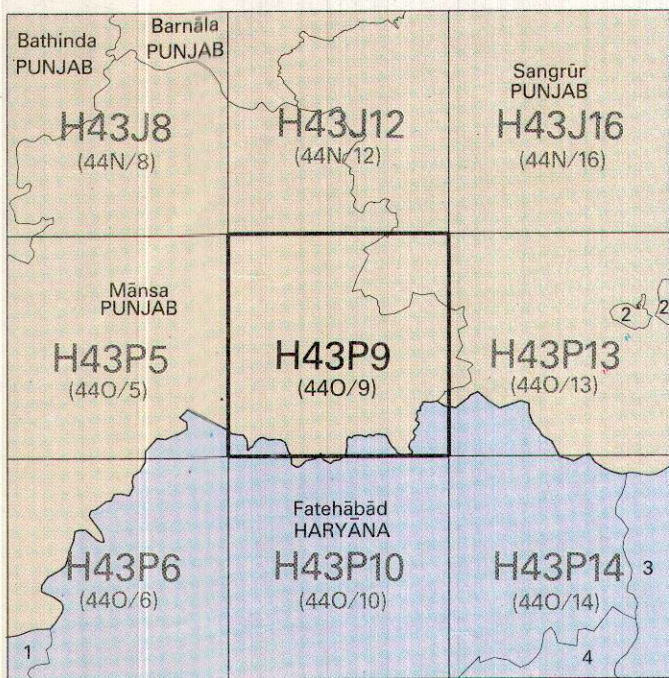 Bathinda
PUNJAB
Barnāla
PUNJAB
Sangrūr
PUNJAB
H43J8
(44N/8)
H43J12
(44N/12)
H43J16
(44N/16)
Mānsa
PUNJAB
H43P5
(44O/5)
H43P9
(44O/9)
2
2
H43P13
(44O/13)
Fatehābād
HARYĀNA
H43P6
(44O/6)
H43P10
(44O/10)
H43P14
(44O/14)
3
1
4